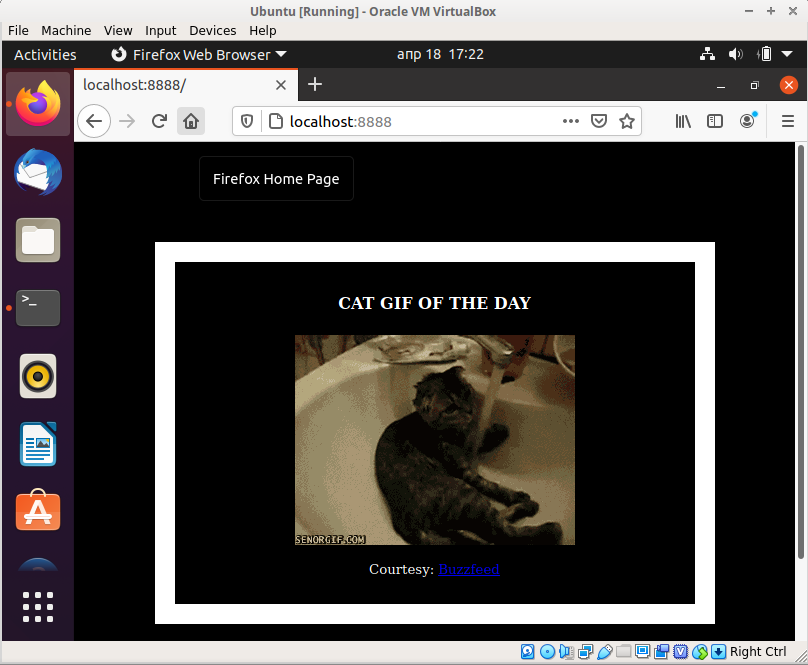 Ubuntu [Running] - Oracle VM VirtualBox
File Machine View Input Devices Help
Activities Firefox Web Browser апр 18 17:22
localhost:8888/
localhost:8888
Firefox Home Page
CAT GIF OF THE DAY
SENORGIF.COM
Courtesy: Buzzfeed
Right Ctrl